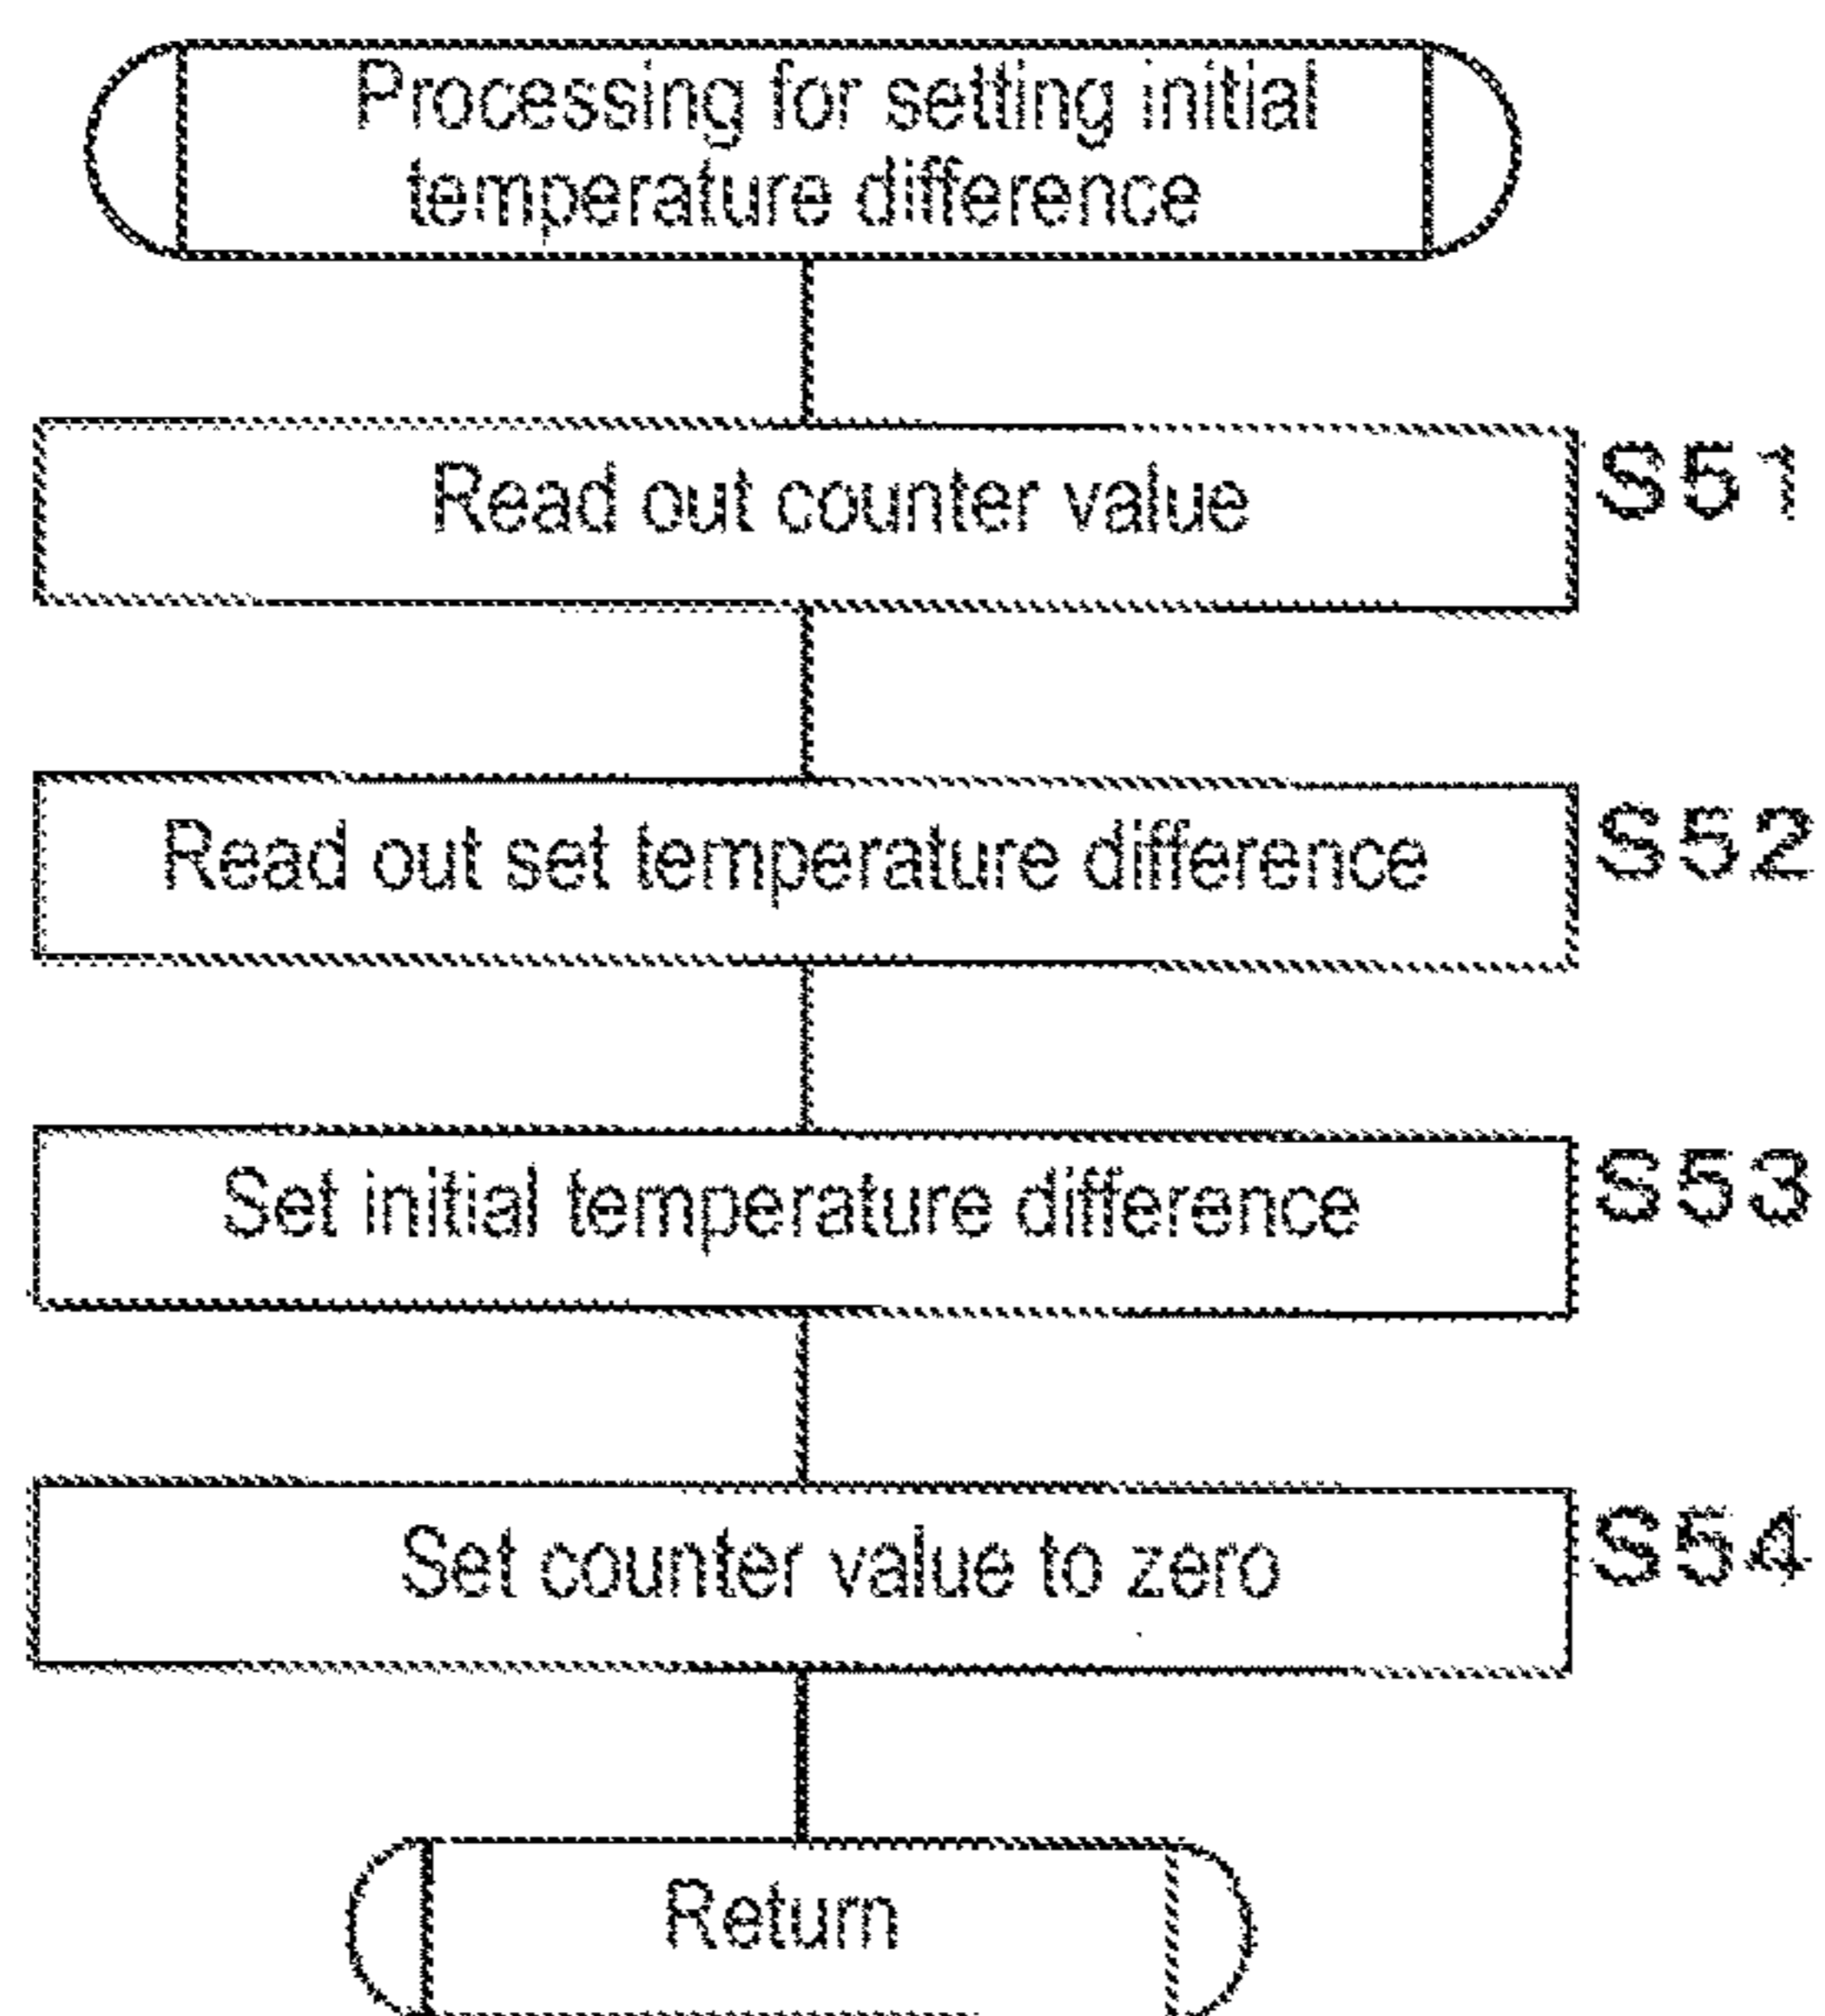 Processing for setting initial
temperature difference
Read out counter value
S51
Read out set temperature difference
S52
Set initial temperature difference
S53
Set counter value to zero
S54
Return